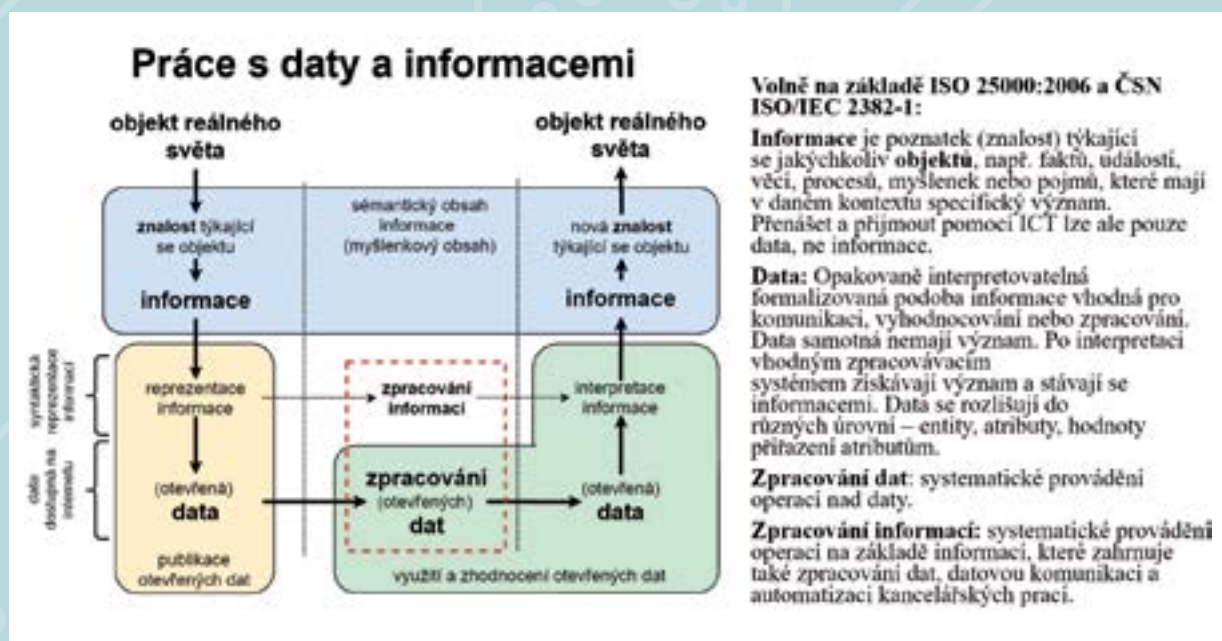 Práce s daty a informacemi
objekt reálného
světa
objekt reálného
světa
znalost týkající
se objektu
informace
sémantický obsah
informace
(myšlenkový obsah)
nová znalost
týkající se objektu
informace
syntaktická
reprezentace
informací
reprezentace
informace
zpracování
informací
interpretace
informace
data
dostupná na
internetu
(otevřená)
data
zpracování
(otevřených)
dat
(otevřená)
data
publikace
otevřených dat
využití a zhodnocení otevřených dat
Volně na základě ISO 25000:2006 a ČSN
ISO/IEC 2382-1:
Informace je poznatek (znalost) týkající
se jakýchkoliv objektů, např. faktů, událostí,
věcí, procesů, myšlenek nebo pojmů, které mají
v daném kontextu specifický význam.
Přenášet a přijmout pomocí ICT lze ale pouze
data, ne informace.
Data: Opakovaně interpretovatelná
formalizovaná podoba informace vhodná pro
komunikaci, vyhodnocování nebo zpracování.
Data samotná nemají význam. Po interpretaci
vhodným zpracovávacím
systémem získávají význam a stávají se
informacemi. Data se rozlišují do
různých úrovní – entity, atributy, hodnoty
přiřazení atributům.
Zpracování dat: systematické provádění
operací nad daty.
Zpracování informací: systematické provádění
operací na základě informací, které zahrnuje
také zpracování dat, datovou komunikaci a
automatizaci kancelářských prací.